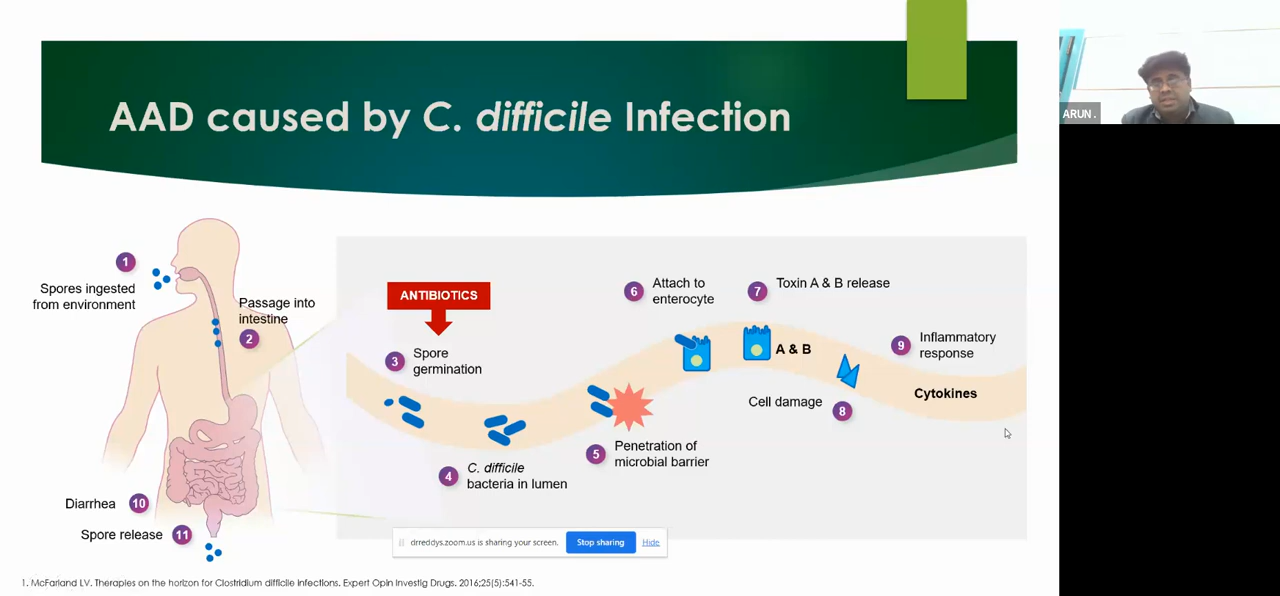 AAD caused by C. difficile Infection
ARUN .
1
Spores ingested
from environment
Passage into
intestine
2
ANTIBIOTICS
3
Spore
germination
4
C. difficile
bacteria in lumen
5
Penetration of
microbial barrier
6
Attach to
enterocyte
7
Toxin A & B release
A & B
Cell damage
8
9
Inflammatory
response
Cytokines
Diarrhea
10
Spore release
11
drreddys.zoom.us is sharing your screen.
Stop sharing
Hide
1. McFarland LV. Therapies on the horizon for Clostridium difficile infections. Expert Opin Investig Drugs. 2016;25(5):541-55.